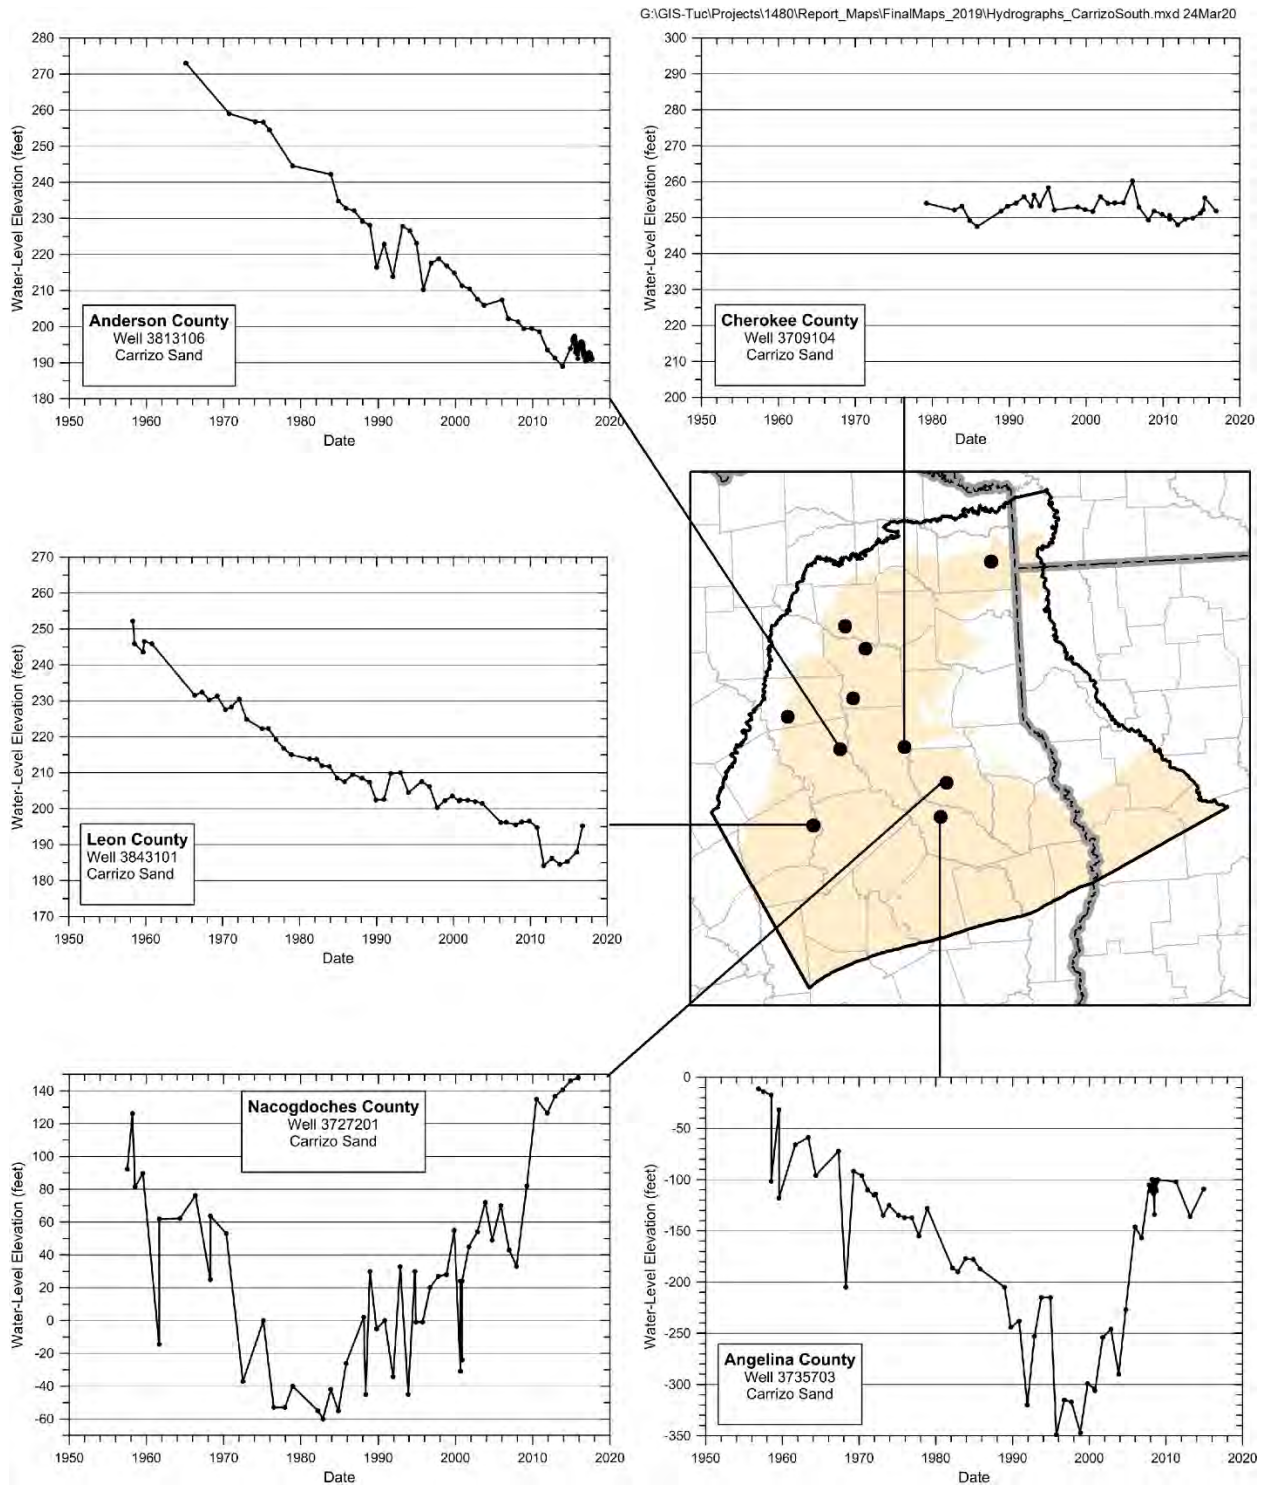 G:\GIS-Tuc\Projects\1480\Report_Maps\FinalMaps_2019\Hydrographs_CarrizoSouth.mxd 24Mar20
280
270
260
250
240
230
220
210
200
190
180
Water-Level Elevation (feet)
Anderson County
Well 3813106
Carrizo Sand
1950 1960 1970 1980 1990 2000 2010 2020
Date
300
290
280
270
260
250
240
230
220
210
200
Water-Level Elevation (feet)
Cherokee County
Well 3709104
Carrizo Sand
1950 1960 1970 1980 1990 2000 2010 2020
Date
270
260
250
240
230
220
210
200
190
180
170
Water-Level Elevation (feet)
Leon County
Well 3843101
Carrizo Sand
1950 1960 1970 1980 1990 2000 2010 2020
Date
140
120
100
80
60
40
20
0
-20
-40
-60
Water-Level Elevation (feet)
Nacogdoches County
Well 3727201
Carrizo Sand
1950 1960 1970 1980 1990 2000 2010 2020
Date
0
-50
-100
-150
-200
-250
-300
-350
Water-Level Elevation (feet)
Angelina County
Well 3735703
Carrizo Sand
1950 1960 1970 1980 1990 2000 2010 2020
Date